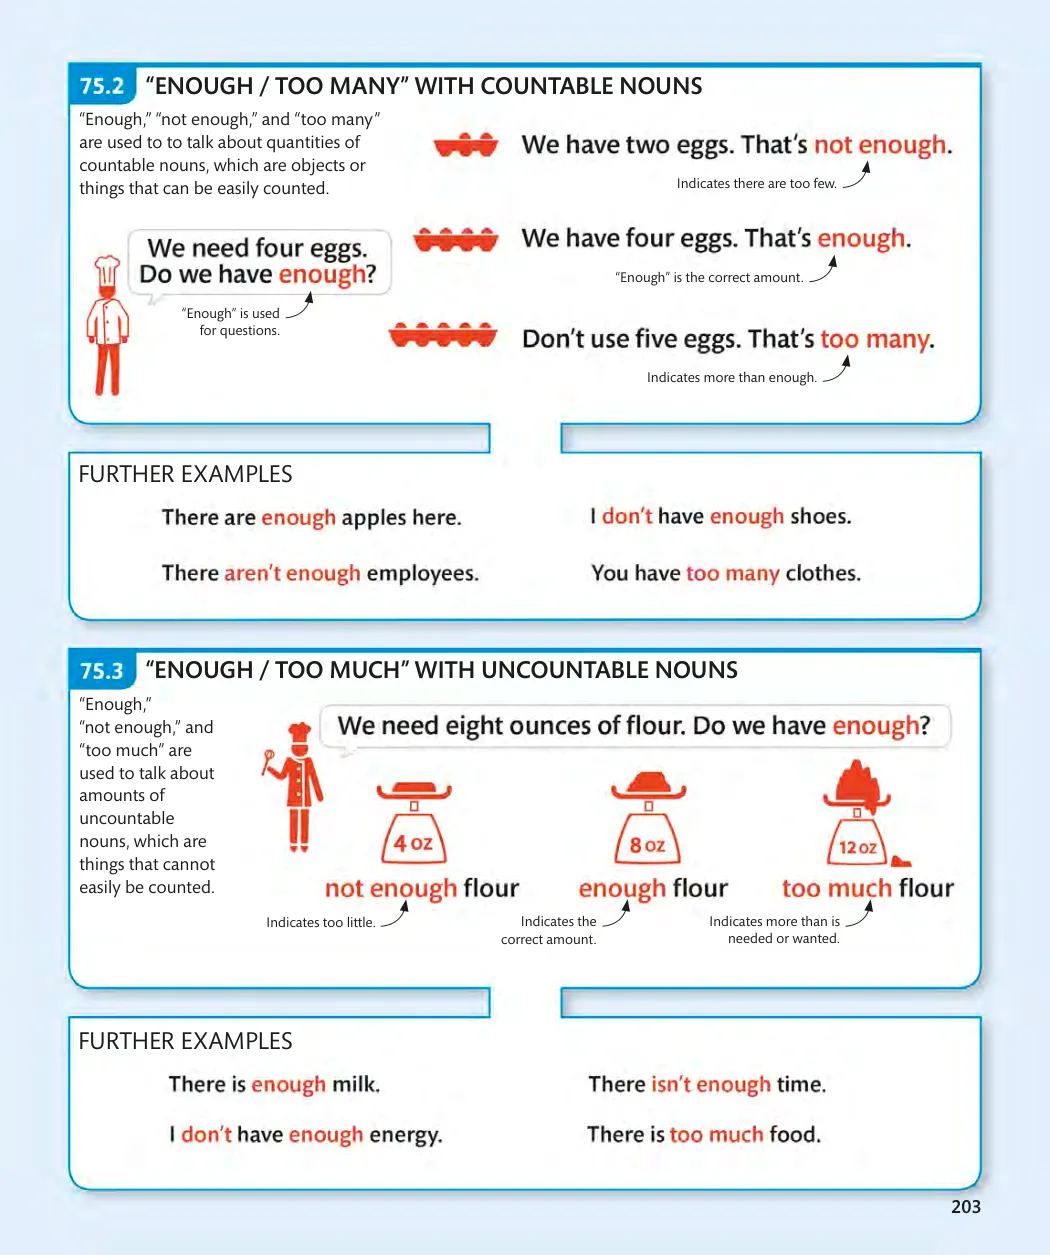 75.2 “ENOUGH / TOO MANY” WITH COUNTABLE NOUNS
“Enough,” “not enough,” and “too many”
are used to to talk about quantities of
countable nouns, which are objects or
things that can be easily counted.
We need four eggs.
Do we have enough?
“Enough” is used
for questions.
We have two eggs. That’s not enough.
Indicates there are too few.
We have four eggs. That’s enough.
“Enough” is the correct amount.
Don’t use five eggs. That’s too many.
Indicates more than enough.
FURTHER EXAMPLES
There are enough apples here.
I don’t have enough shoes.
There aren’t enough employees.
You have too many clothes.
75.3 “ENOUGH / TOO MUCH” WITH UNCOUNTABLE NOUNS
“Enough,”
“not enough,” and
“too much” are
used to talk about
amounts of
uncountable
nouns, which are
things that cannot
easily be counted.
We need eight ounces of flour. Do we have enough?
4 oz
8 oz
12 oz
not enough flour
enough flour
too much flour
Indicates too little.
Indicates the
correct amount.
Indicates more than is
needed or wanted.
FURTHER EXAMPLES
There is enough milk.
There isn’t enough time.
I don’t have enough energy.
There is too much food.
203